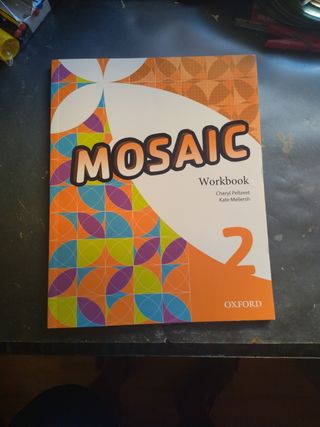 MOSAIC
Workbook
Cheryl Pelteret
Kate Mellersh
2
OXFORD